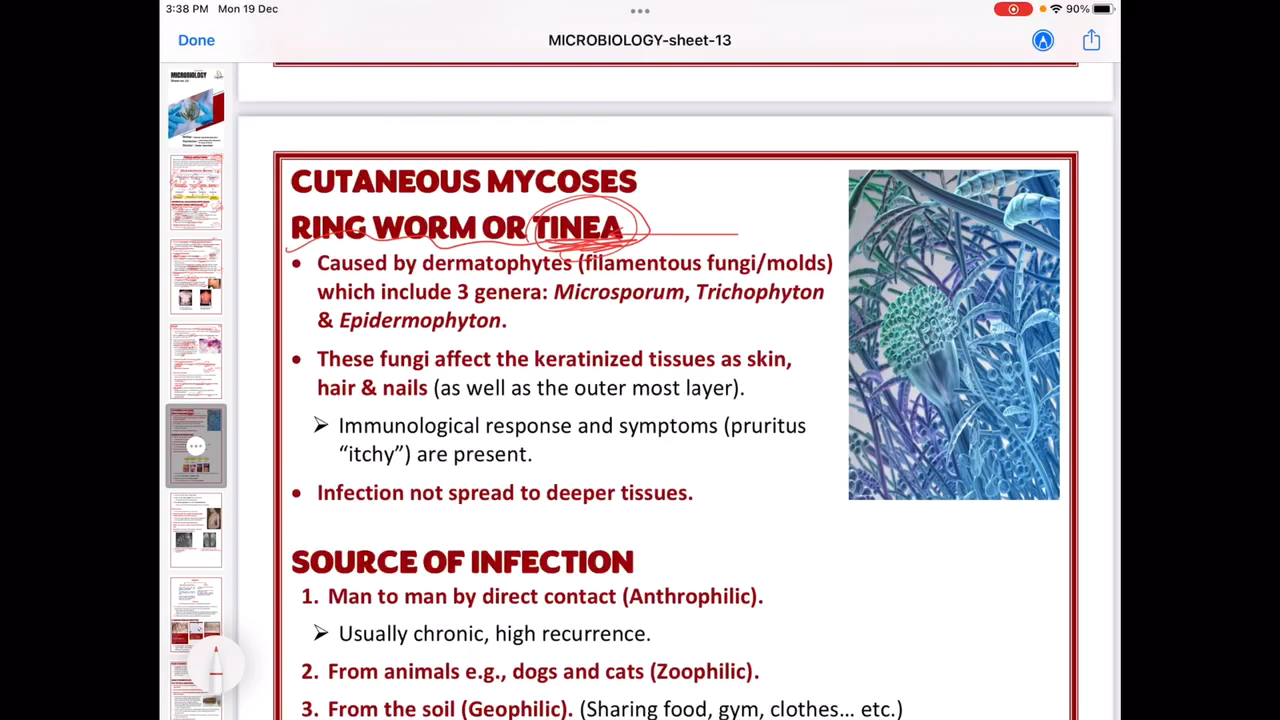 3:38 PM Mon 19 Dec
90%
Done
MICROBIOLOGY-sheet-13
MICROBIOLOGY
CUTANEOUS MYCOSES
RING WORM OR TINEA
• Caused by dermatophytes (filamentous fungi/molds)
which include 3 genera: Microsporum, Trichophyton
& Epidermophyton.
• These fungi affect the keratinized tissues as skin,
hair & nails (as well as the outer most layer).
➢ Immunological response and symptoms (pruritus
“itchy”) are present.
• Infection not spread to deeper tissues.
SOURCE OF INFECTION
1. Man to man by direct contact (Anthrophilic).
➢ Usually chronic, high recurrence.
2. From animal e.g., dogs and cats (Zoophilic).
3. From the soil (Geophilic). (Sharing food, gym, clothes... etc.)